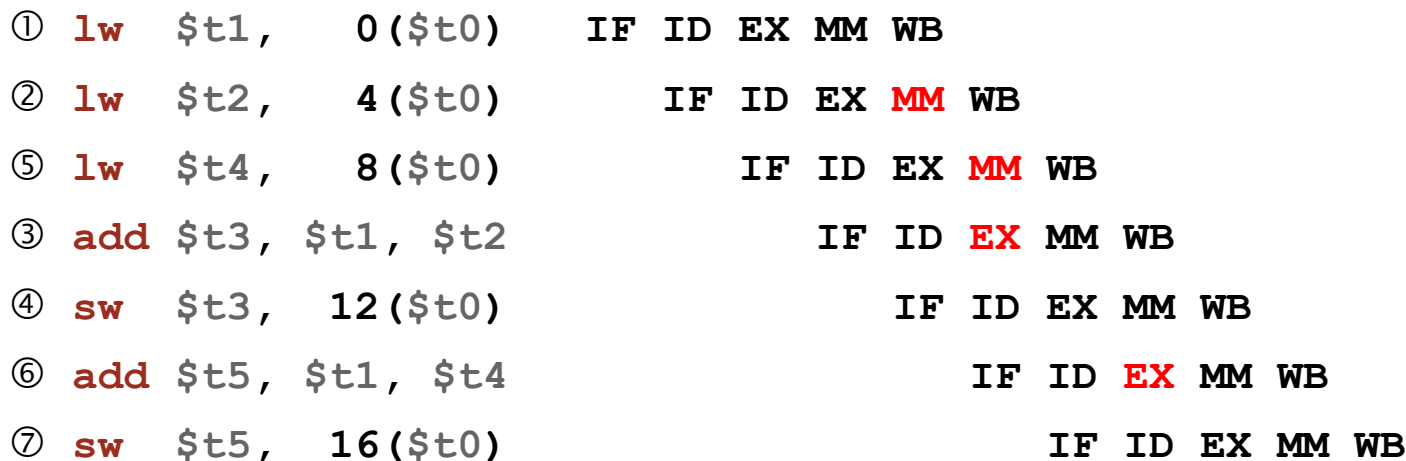 ① lw $t1, 0($t0) IF ID EX MM WB
② lw $t2, 4($t0) IF ID EX MM WB
⑤ lw $t4, 8($t0) IF ID EX MM WB
③ add $t3, $t1, $t2 IF ID EX MM WB
④ sw $t3, 12($t0) IF ID EX MM WB
⑥ add $t5, $t1, $t4 IF ID EX MM WB
⑦ sw $t5, 16($t0) IF ID EX MM WB